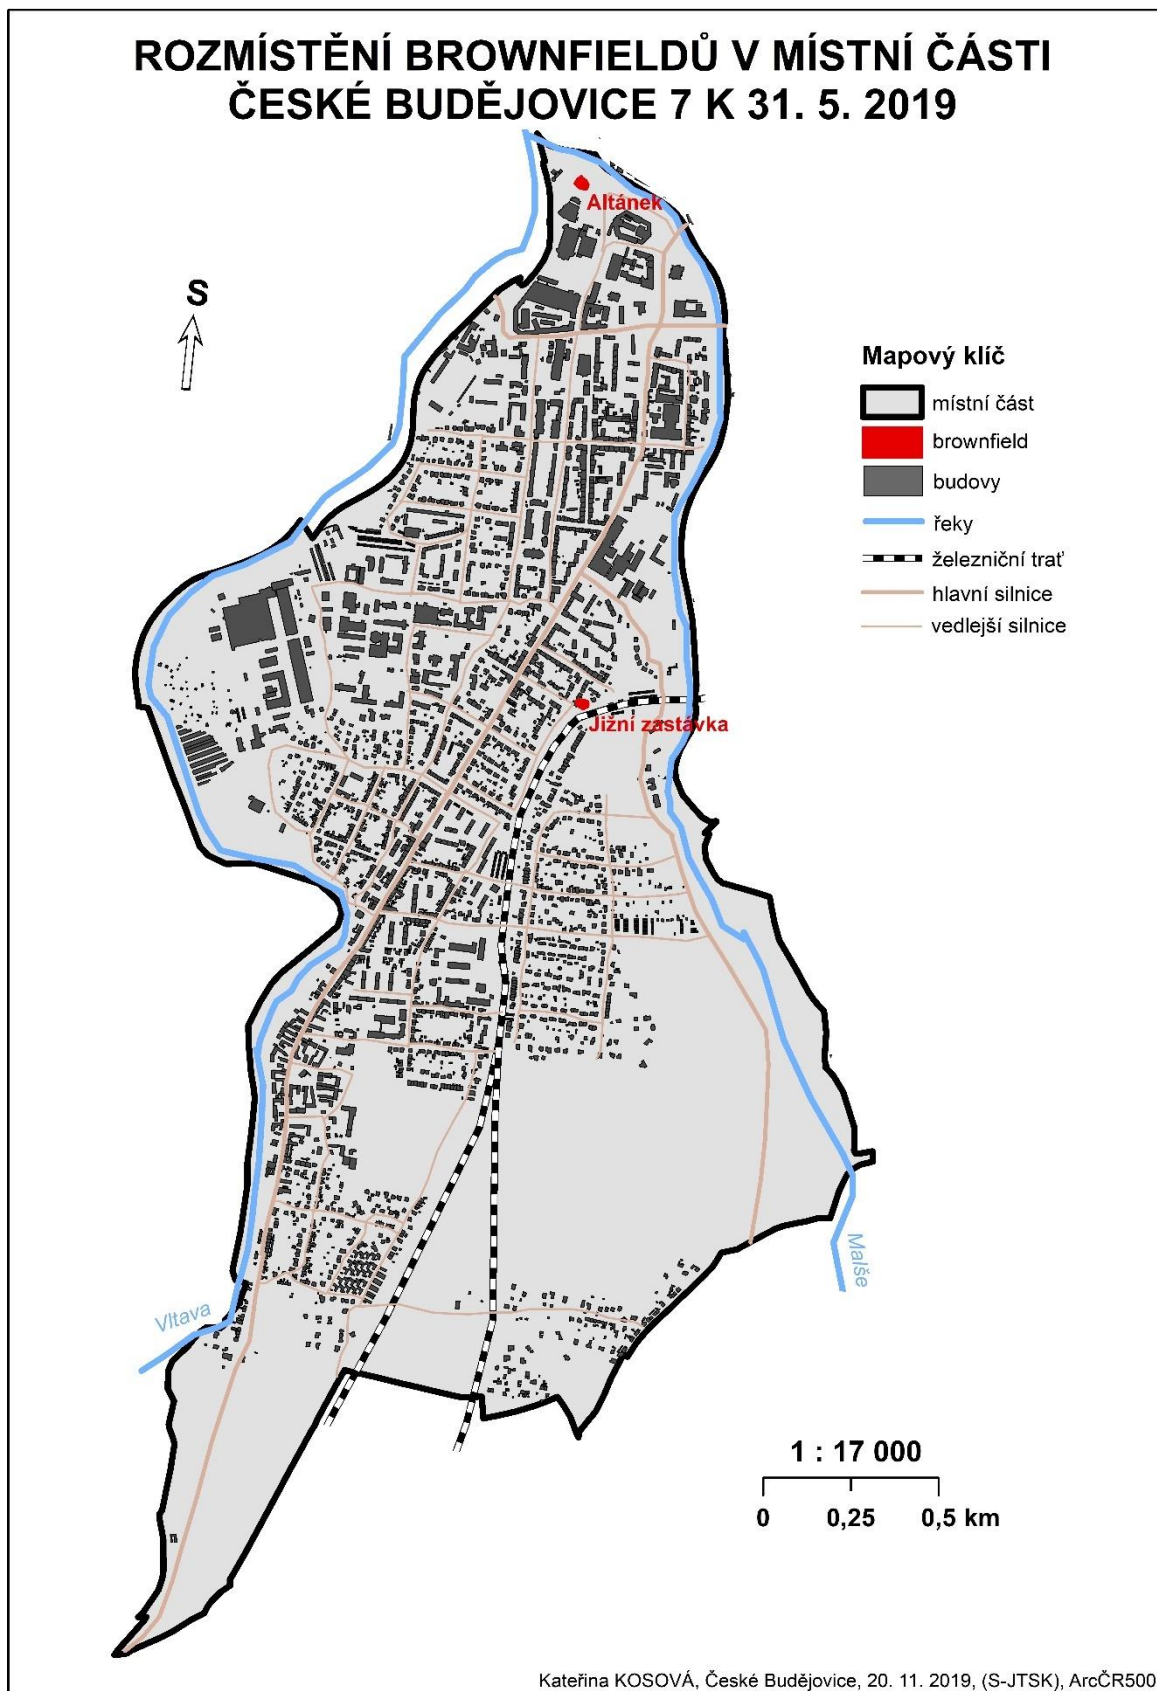 ROZMÍSTĚNÍ BROWNFIELDŮ V MÍSTNÍ ČÁSTI
ČESKÉ BUDĚJOVICE 7 K 31. 5. 2019
Altánek
S
Mapový klíč
místní část
brownfield
budovy
řeky
železniční trať
hlavní silnice
vedlejší silnice
Jižní zastávka
Malše
Vltava
1 : 17 000
0 0,25 0,5 km
Kateřina KOSOVÁ, České Budějovice, 20. 11. 2019, (S-JTSK), ArcČR500